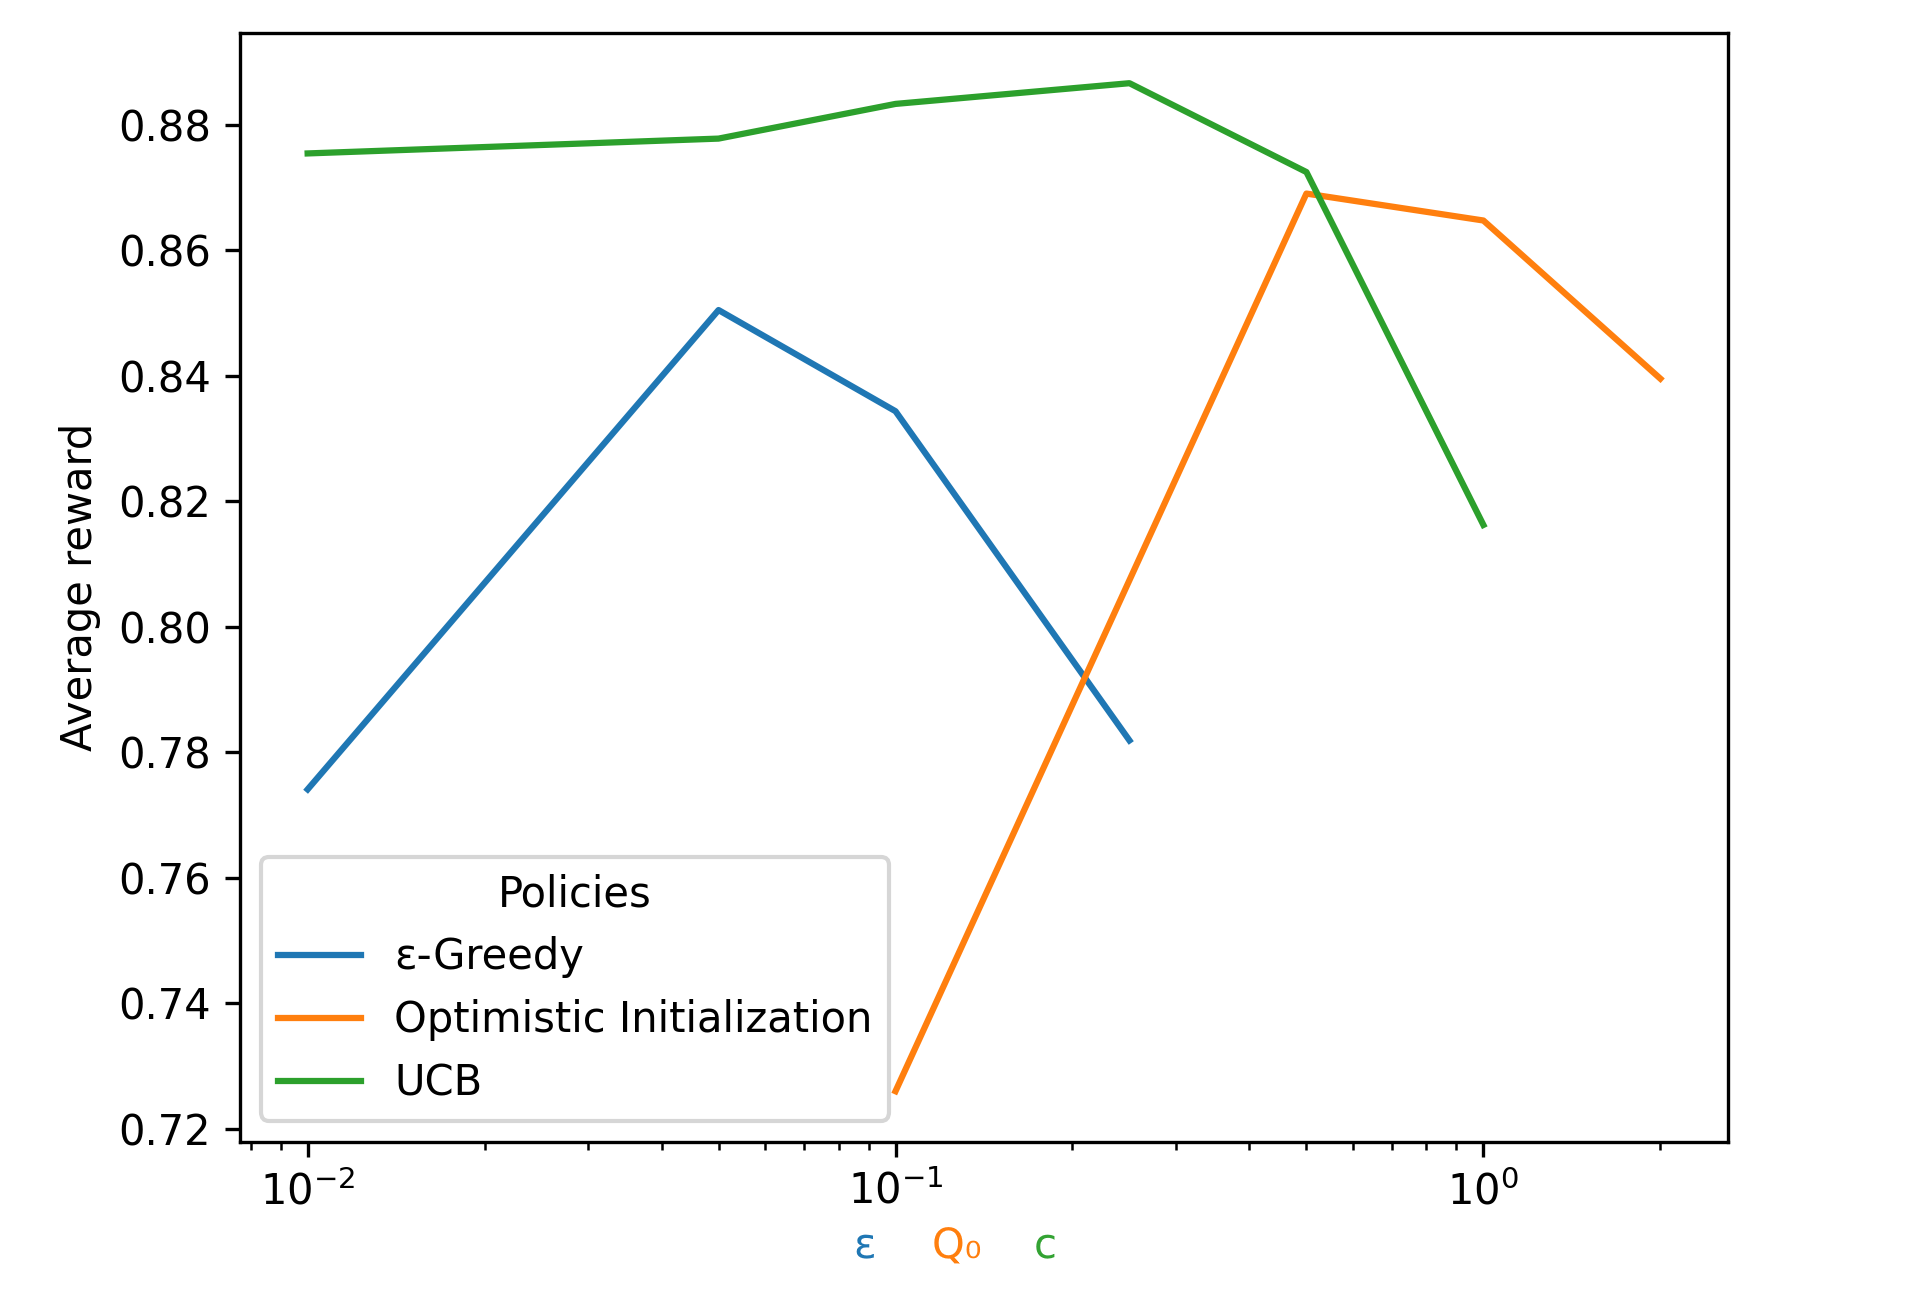 0.88
0.86
0.84
0.82
0.80
0.78
0.76
0.74
0.72
Average reward
Policies
ε-Greedy
Optimistic Initialization
UCB
10⁻² 10⁻¹ 10⁰
ε Q₀ c